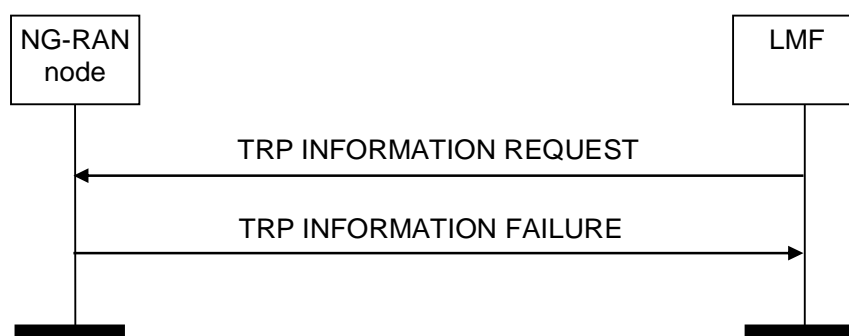 NG-RAN
node
LMF
TRP INFORMATION REQUEST
TRP INFORMATION FAILURE